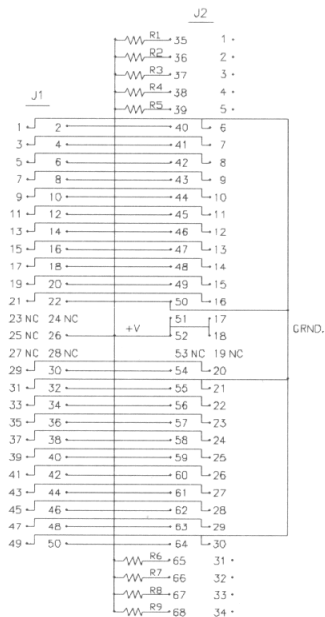 J2
R1 35 1
R2 36 2
R3 37 3
R4 38 4
J1
R5 39 5
1 2 40 6
3 4 41 7
5 6 42 8
7 8 43 9
9 10 44 10
11 12 45 11
13 14 46 12
15 16 47 13
17 18 48 14
19 20 49 15
21 22 50 16
23 NC 24 NC 51 17
+V GRND.
25 NC 26 52 18
27 NC 28 NC 53 NC 19 NC
29 30 54 20
31 32 55 21
33 34 56 22
35 36 57 23
37 38 58 24
39 40 59 25
41 42 60 26
43 44 61 27
45 46 62 28
47 48 63 29
49 50 64 30
R6 65 31
R7 66 32
R8 67 33
R9 68 34